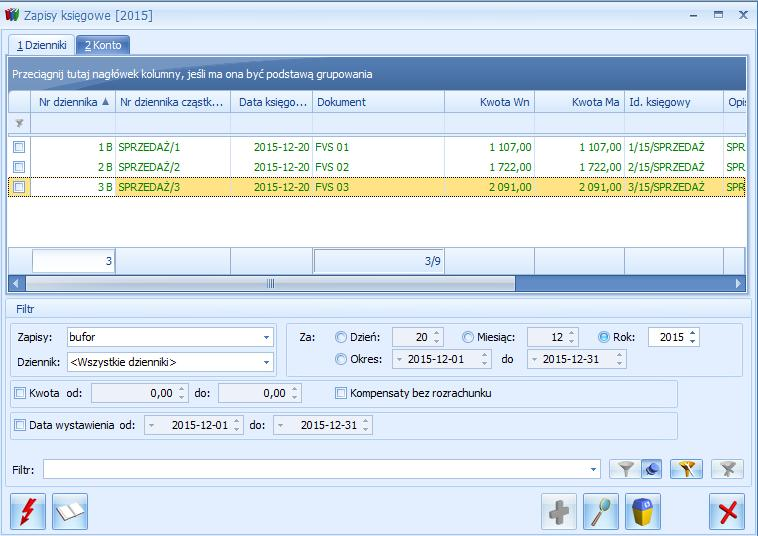 Zapisy księgowe [2015]
1 Dzienniki 2 Konto
Przeciągnij tutaj nagłówek kolumny, jeśli ma ona być podstawą grupowania
Nr dziennika Nr dziennika cząstk... Data księgo... Dokument Kwota Wn Kwota Ma Id. księgowy Opis
1 B SPRZEDAŻ/1 2015-12-20 FVS 01 1 107,00 1 107,00 1/15/SPRZEDAŻ SPR
2 B SPRZEDAŻ/2 2015-12-20 FVS 02 1 722,00 1 722,00 2/15/SPRZEDAŻ SPR
3 B SPRZEDAŻ/3 2015-12-20 FVS 03 2 091,00 2 091,00 3/15/SPRZEDAŻ SPR
3 3/9
Filtr
Zapisy: bufor Za: Dzień: 20 Miesiąc: 12 Rok: 2015
Dziennik: <Wszystkie dzienniki> Okres: 2015-12-01 do 2015-12-31
Kwota od: 0,00 do: 0,00 Kompensaty bez rozrachunku
Data wystawienia od: 2015-12-01 do: 2015-12-31
Filtr: